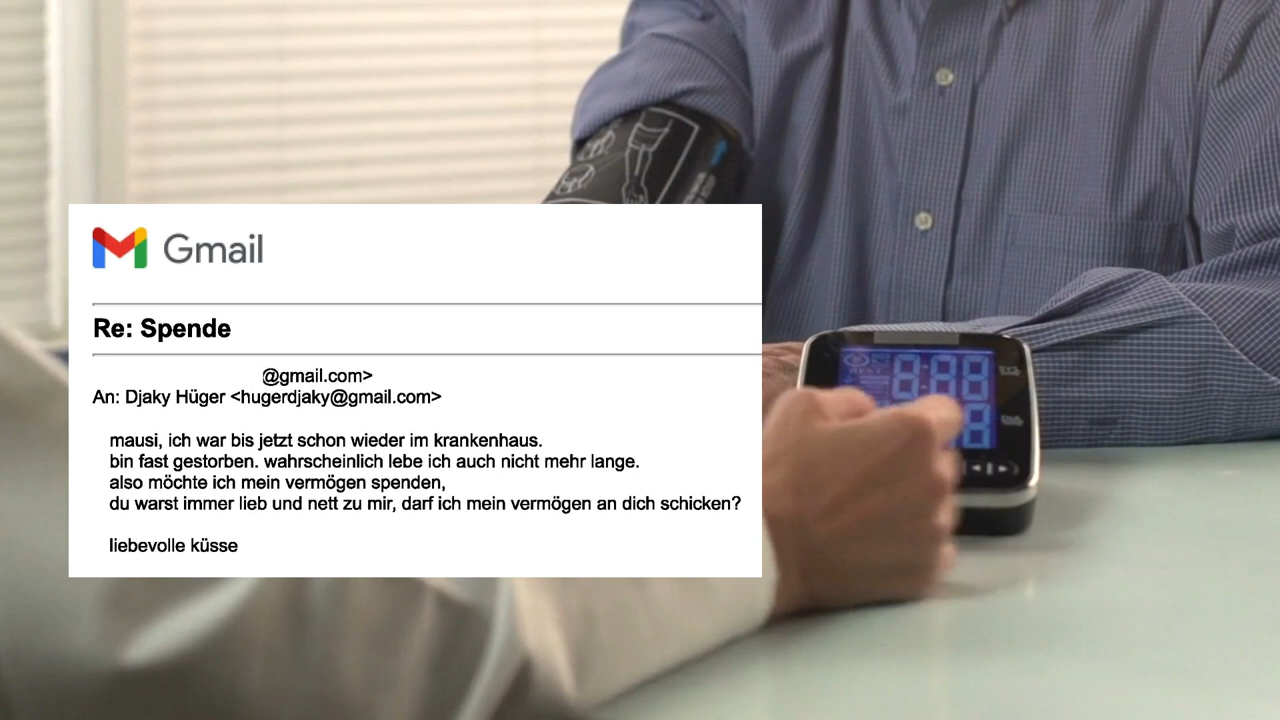 Gmail
Re: Spende
@gmail.com>
An: Djaky Hüger <hugerdjaky@gmail.com>
mausi, ich war bis jetzt schon wieder im krankenhaus.
bin fast gestorben. wahrscheinlich lebe ich auch nicht mehr lange.
also möchte ich mein vermögen spenden,
du warst immer lieb und nett zu mir, darf ich mein vermögen an dich schicken?
liebevolle küsse